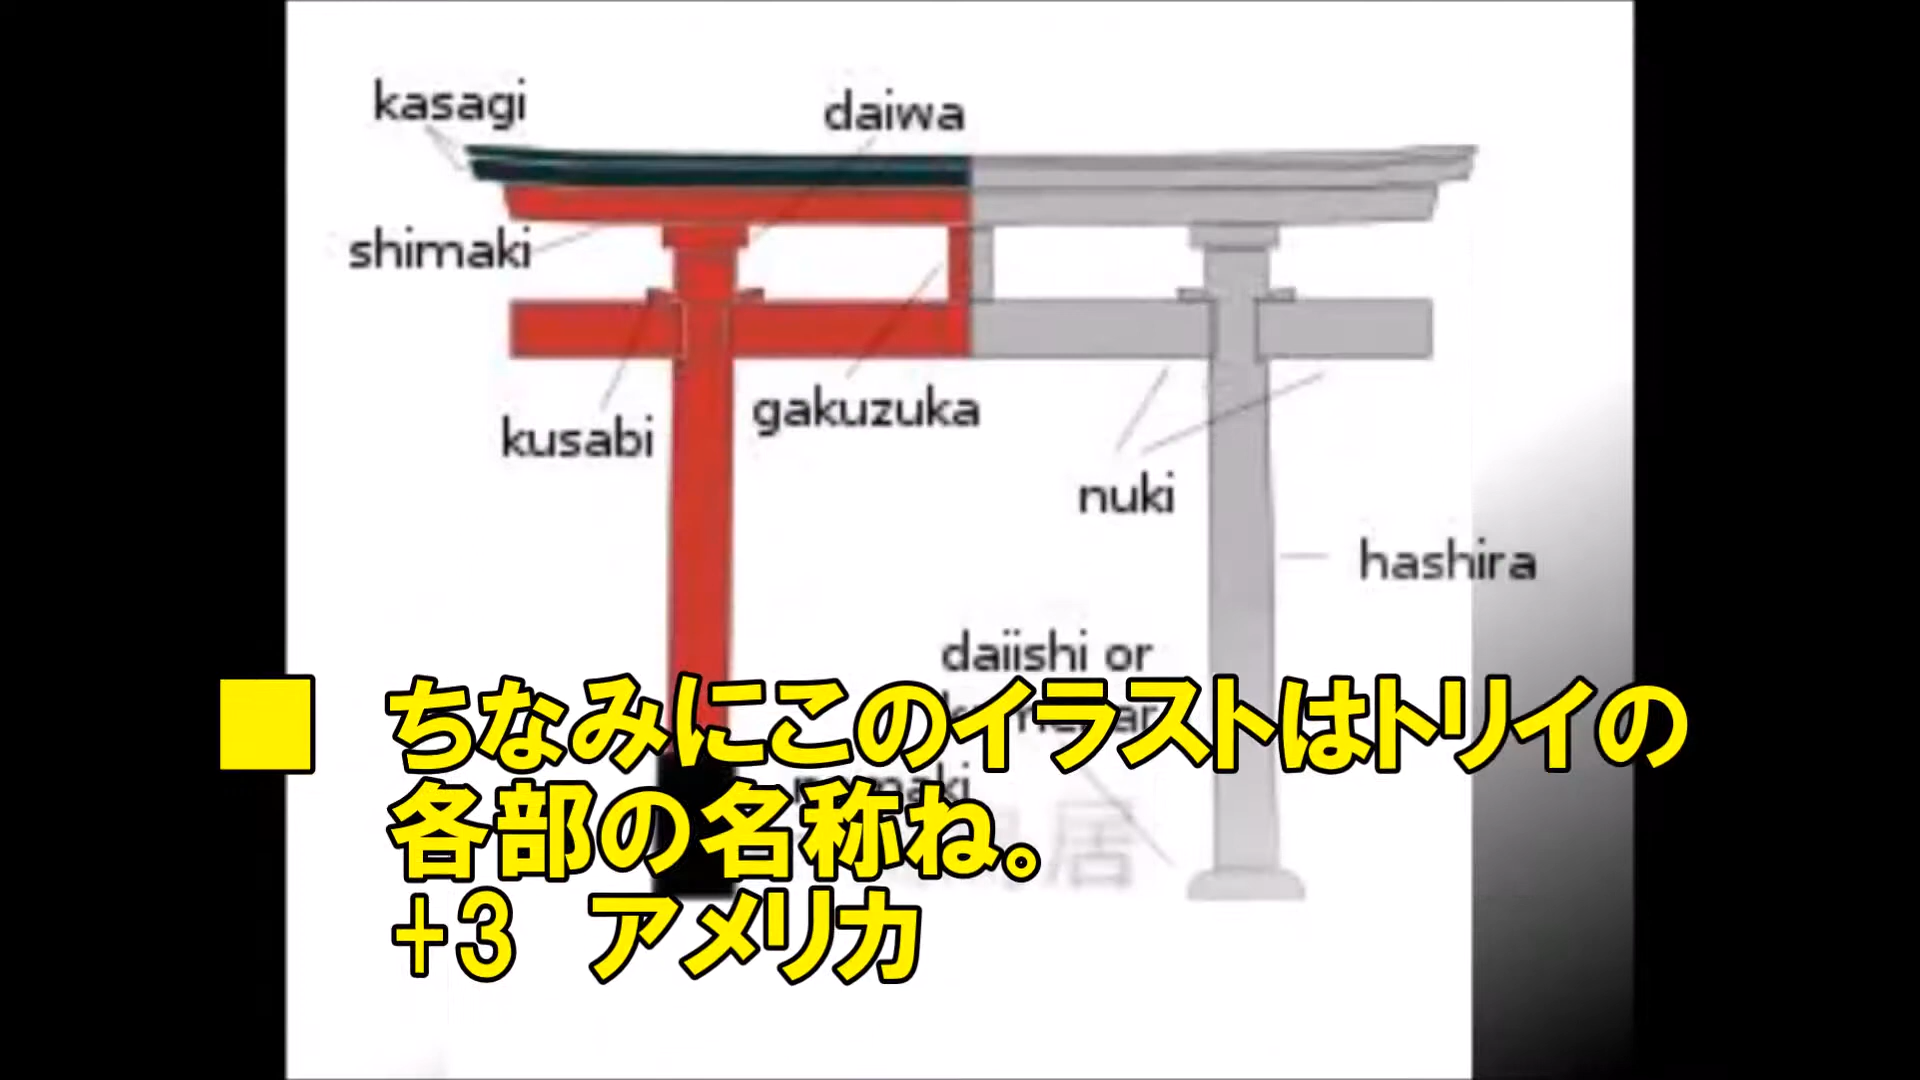 kasagi
daiwa
shimaki
gakuzuka
kusabi
nuki
hashira
daiishi or
■ ちなみにこのイラストはトリイの
各部の名称ね。
+3 アメリカ
居